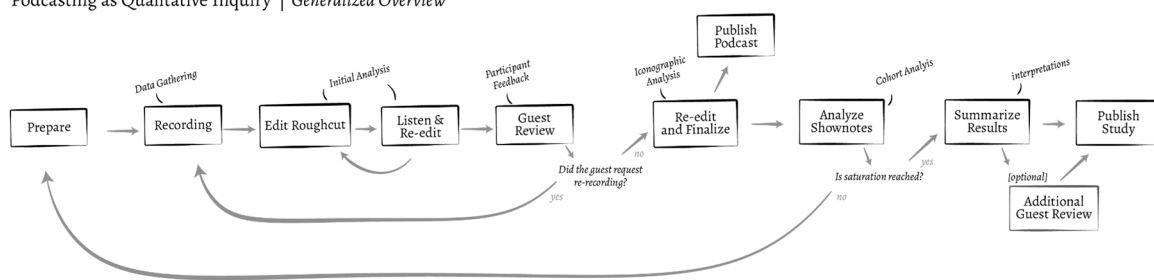 Podcasting as Qualitative Inquiry | Generalized Overview
Publish
Podcast
Data Gathering
Initial Analysis
Participant
Feedback
Iconographic
Analysis
Cohort Analyis
interpretations
Prepare
Recording
Edit Roughcut
Listen &
Re-edit
Guest
Review
Re-edit
and Finalize
Analyze
Shownotes
Summarize
Results
Publish
Study
no
Did the guest request
re-recording?
yes
yes
Is saturation reached?
no
[optional]
Additional
Guest Review